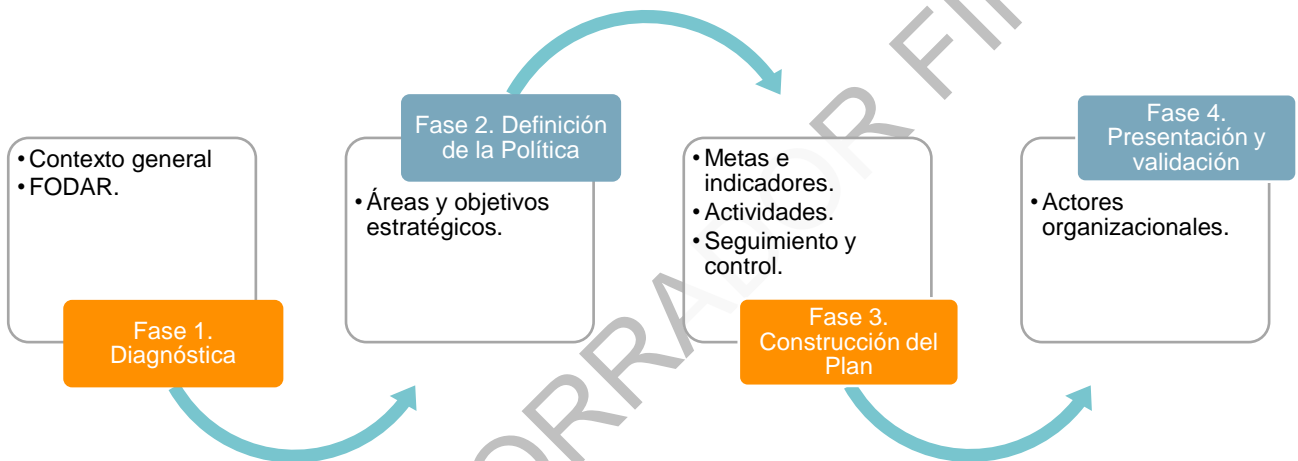 • Contexto general
• FODAR.
Fase 1.
Diagnóstica
Fase 2. Definición
de la Política
• Áreas y objetivos
estratégicos.
• Metas e
indicadores.
• Actividades.
• Seguimiento y
control.
Fase 3.
Construcción del
Plan
Fase 4.
Presentación y
validación
• Actores
organizacionales.